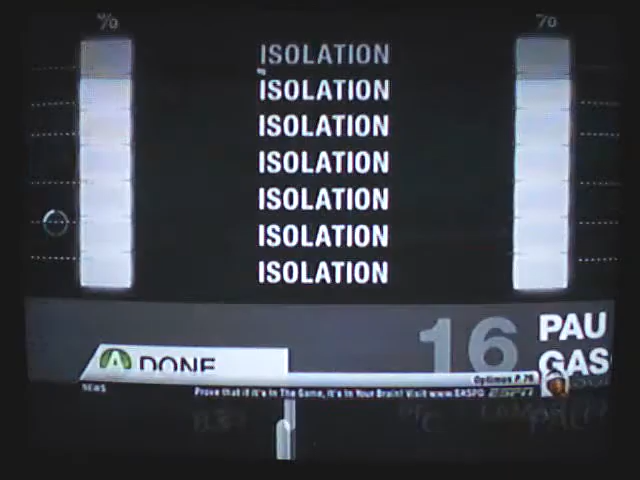 % %
ISOLATION
ISOLATION
ISOLATION
ISOLATION
ISOLATION
ISOLATION
ISOLATION
16 PAU
GAS
A DONE
Optimus P. 76
NEWS Prove that if it's In The Game, It's In Your Brain! Visit www.EASPO ESPN